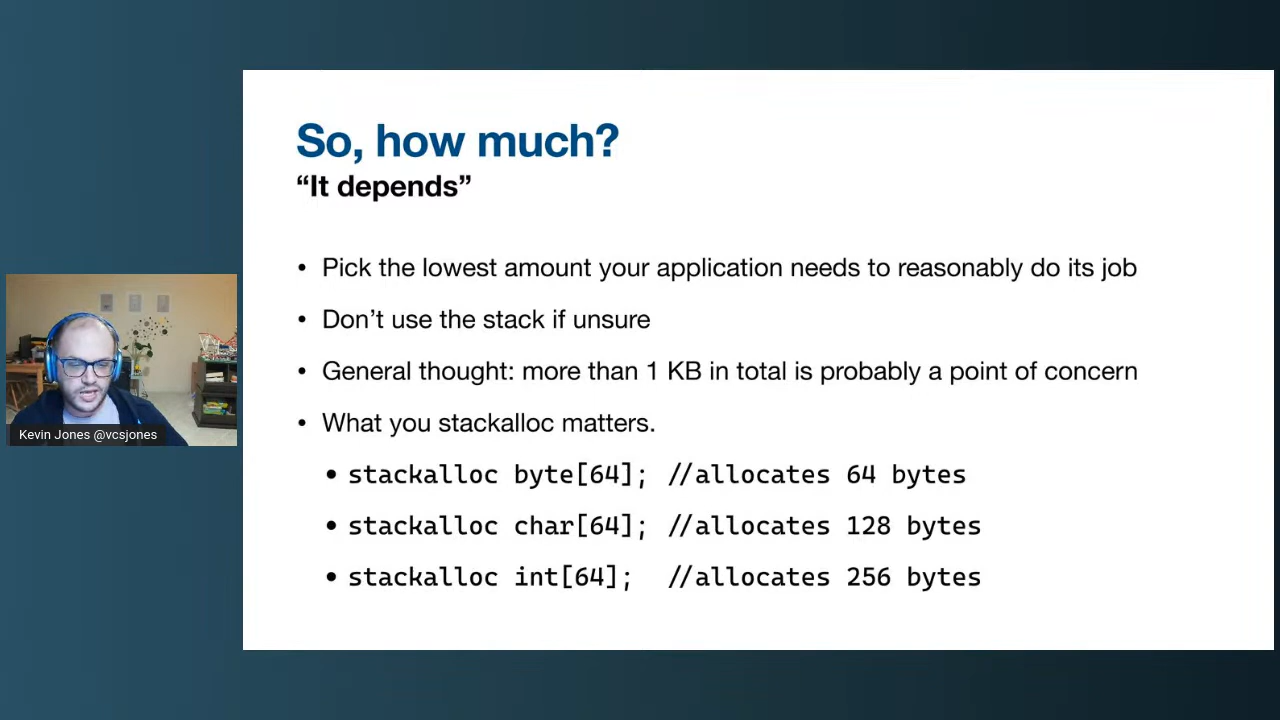 So, how much?
“It depends”
• Pick the lowest amount your application needs to reasonably do its job
• Don’t use the stack if unsure
• General thought: more than 1 KB in total is probably a point of concern
• What you stackalloc matters.
• stackalloc byte[64]; //allocates 64 bytes
• stackalloc char[64]; //allocates 128 bytes
• stackalloc int[64]; //allocates 256 bytes
Kevin Jones @vcsjones